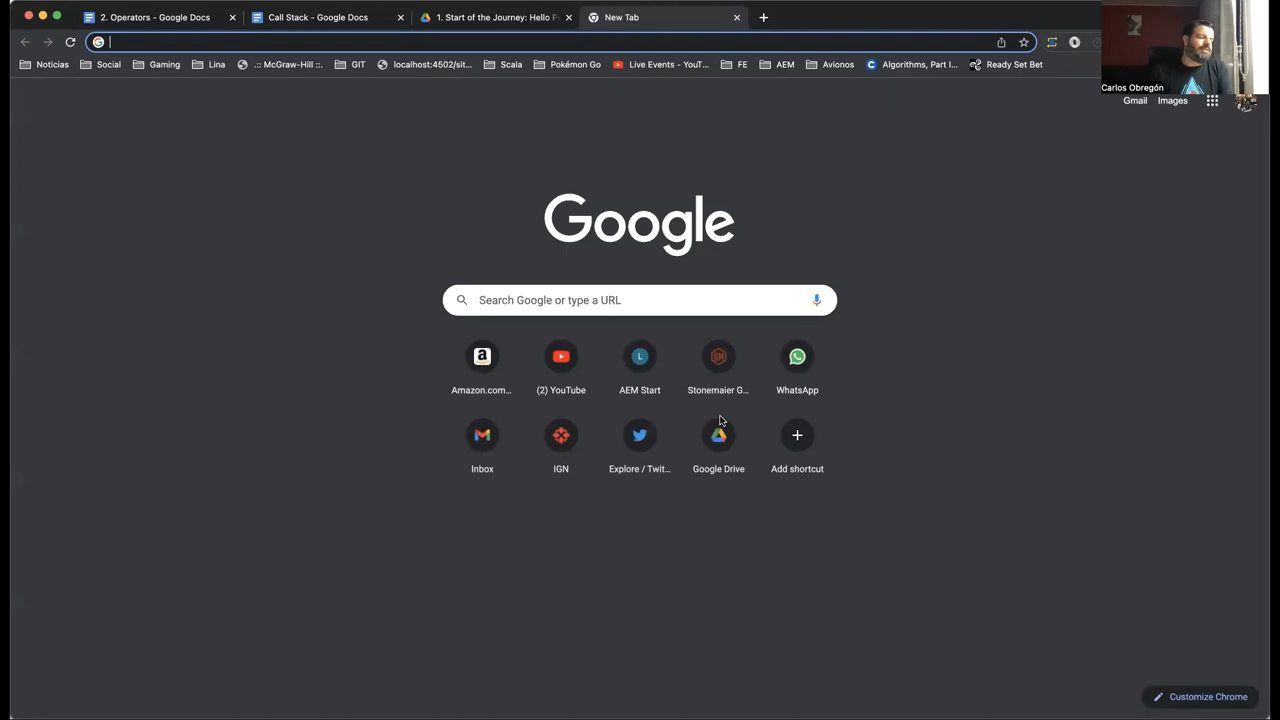 2. Operators - Google Docs
Call Stack - Google Docs
1. Start of the Journey: Hello P
New Tab
Noticias
Social
Gaming
Lina
.:: McGraw-Hill ::.
GIT
localhost:4502/sit...
Scala
Pokémon Go
Live Events - YouT...
FE
AEM
Avionos
Algorithms, Part I...
Ready Set Bet
Carlos Obregón
Gmail
Images
Google
Search Google or type a URL
Amazon.com...
(2) YouTube
AEM Start
Stonemaier G...
WhatsApp
Inbox
IGN
Explore / Twit...
Google Drive
Add shortcut
Customize Chrome